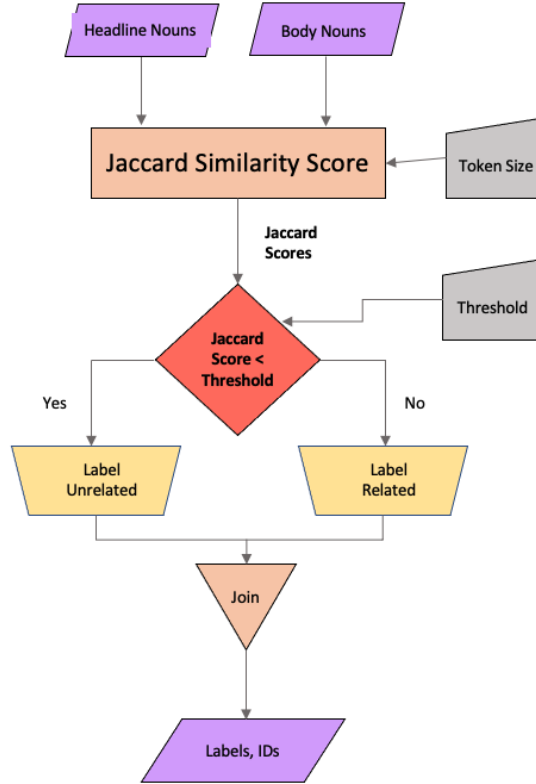 Headline Nouns
Body Nouns
Jaccard Similarity Score
Token Size
Jaccard
Scores
Threshold
Jaccard
Score <
Threshold
Yes
No
Label
Unrelated
Label
Related
Join
Labels, IDs